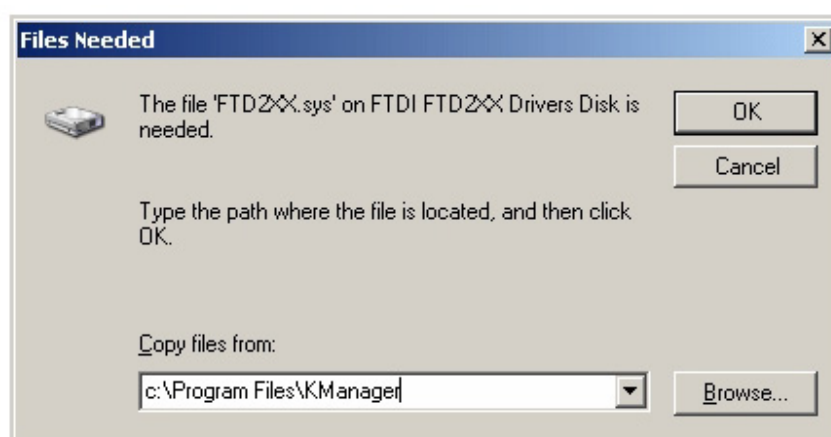 Files Needed
The file 'FTD2XX.sys' on FTDI FTD2XX Drivers Disk is
needed.
OK
Cancel
Type the path where the file is located, and then click
OK.
Copy files from:
c:\Program Files\KManager
Browse...